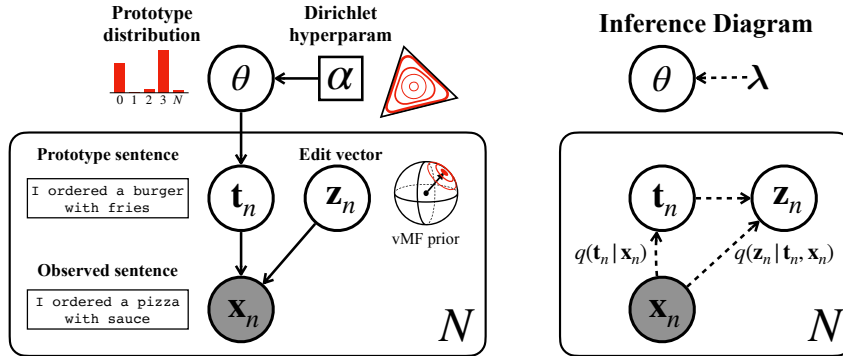 Prototype
distribution
Dirichlet
hyperparam
0 1 2 3 N
θ
α
Prototype sentence
Edit vector
I ordered a burger
with fries
t_n
z_n
vMF prior
Observed sentence
I ordered a pizza
with sauce
x_n
N
Inference Diagram
θ
λ
t_n
z_n
q(t_n | x_n)
q(z_n | t_n, x_n)
x_n
N